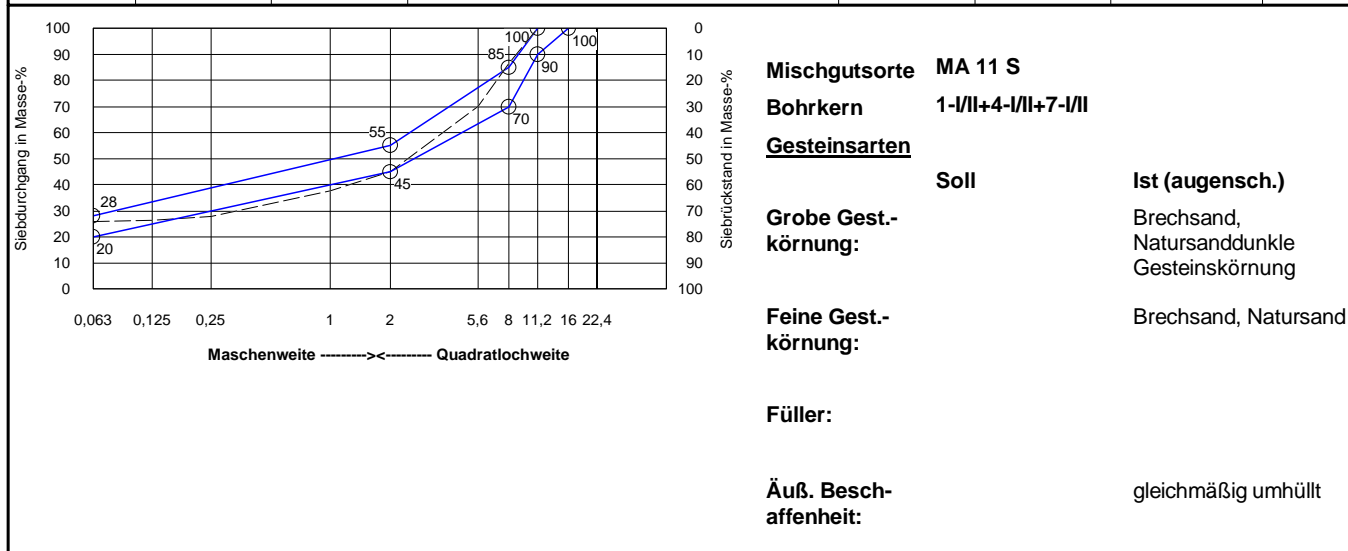 100
90
80
70
60
50
40
30
20
10
0
Siebdurchgang in Masse-%
28
20
55
45
85
70
100
90
100
0
10
20
30
40
50
60
70
80
90
100
Siebrückstand in Masse-%
0,063 0,125 0,25 1 2 5,6 8 11,2 16 22,4
Maschenweite ---------><--------- Quadratlochweite
Mischgutsorte MA 11 S
Bohrkern 1-I/II+4-I/II+7-I/II
Gesteinsarten
Soll Ist (augensch.)
Grobe Gest.- Brechsand,
körnung: Natursanddunkle
Gesteinskörnung
Feine Gest.- Brechsand, Natursand
körnung:
Füller:
Äuß. Besch- gleichmäßig umhüllt
affenheit: